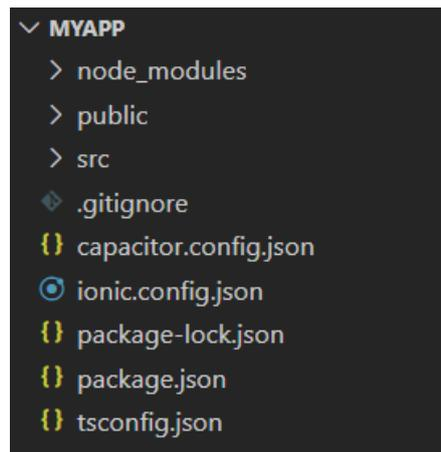 MYAPP
node_modules
public
src
.gitignore
capacitor.config.json
ionic.config.json
package-lock.json
package.json
tsconfig.json